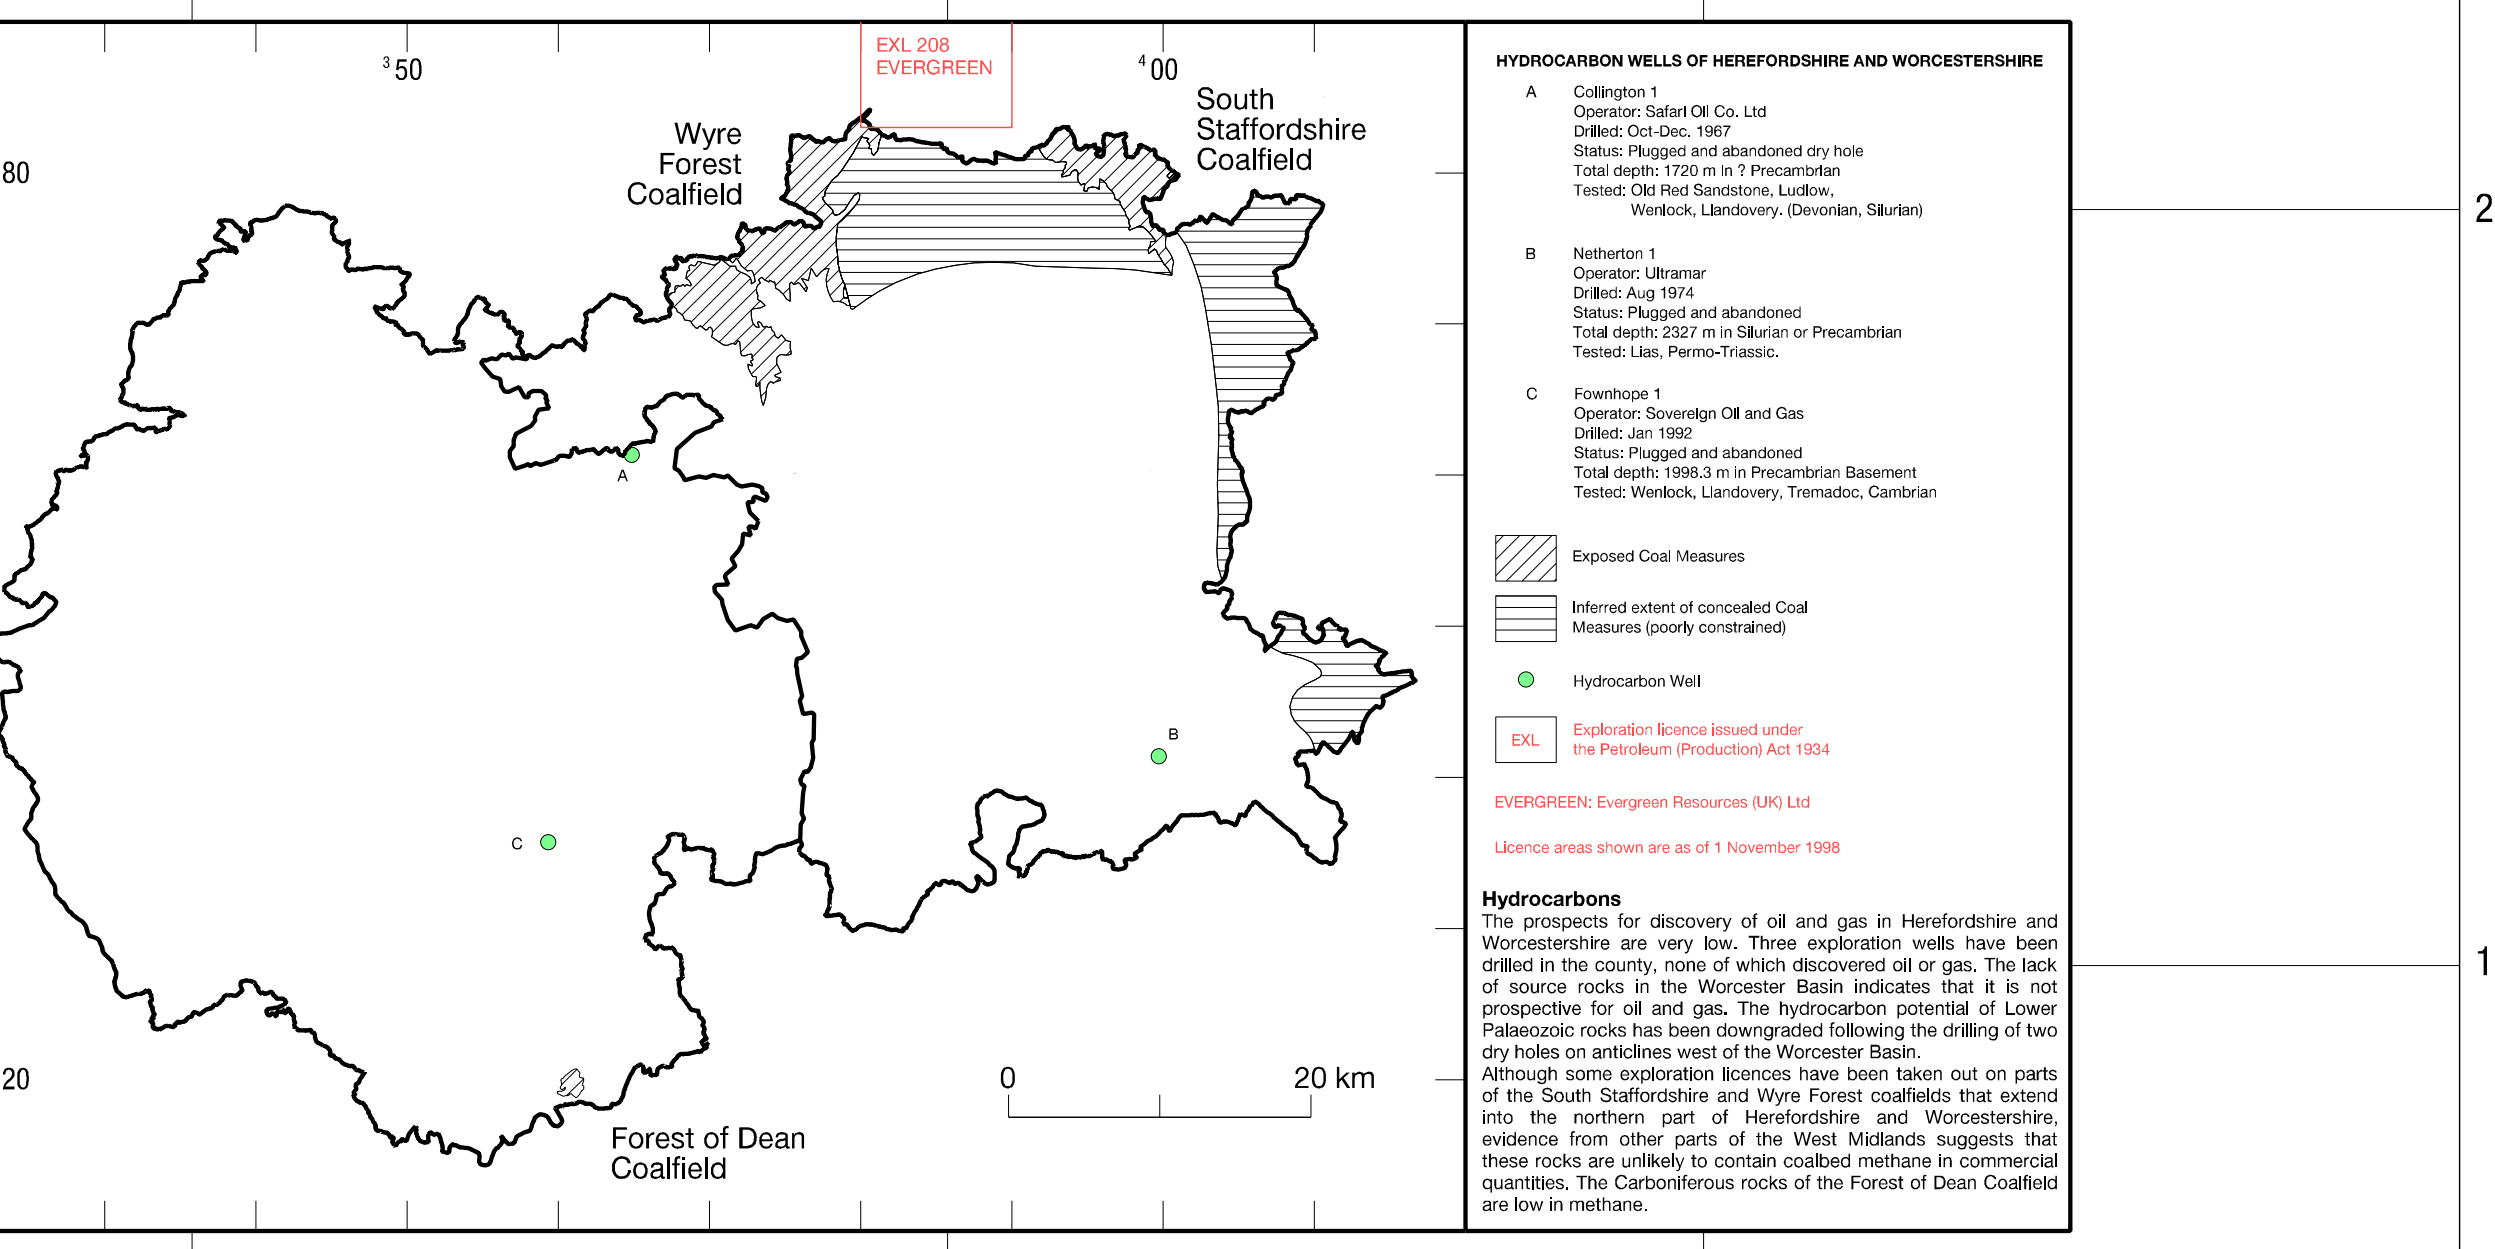 EXL 208
EVERGREEN
3 50
4 00
80
20
South
Staffordshire
Coalfield
Wyre
Forest
Coalfield
A
B
C
0 20 km
Forest of Dean
Coalfield
HYDROCARBON WELLS OF HEREFORDSHIRE AND WORCESTERSHIRE
A Collington 1
Operator: Safari Oil Co. Ltd
Drilled: Oct-Dec. 1967
Status: Plugged and abandoned dry hole
Total depth: 1720 m in ? Precambrian
Tested: Old Red Sandstone, Ludlow,
Wenlock, Llandovery. (Devonian, Silurian)
B Netherton 1
Operator: Ultramar
Drilled: Aug 1974
Status: Plugged and abandoned
Total depth: 2327 m in Silurian or Precambrian
Tested: Lias, Permo-Triassic.
C Fownhope 1
Operator: Sovereign Oil and Gas
Drilled: Jan 1992
Status: Plugged and abandoned
Total depth: 1998.3 m in Precambrian Basement
Tested: Wenlock, Llandovery, Tremadoc, Cambrian
Exposed Coal Measures
Inferred extent of concealed Coal
Measures (poorly constrained)
Hydrocarbon Well
EXL
Exploration licence issued under
the Petroleum (Production) Act 1934
EVERGREEN: Evergreen Resources (UK) Ltd
Licence areas shown are as of 1 November 1998
Hydrocarbons
The prospects for discovery of oil and gas in Herefordshire and
Worcestershire are very low. Three exploration wells have been
drilled in the county, none of which discovered oil or gas. The lack
of source rocks in the Worcester Basin indicates that it is not
prospective for oil and gas. The hydrocarbon potential of Lower
Palaeozoic rocks has been downgraded following the drilling of two
dry holes on anticlines west of the Worcester Basin.
Although some exploration licences have been taken out on parts
of the South Staffordshire and Wyre Forest coalfields that extend
into the northern part of Herefordshire and Worcestershire,
evidence from other parts of the West Midlands suggests that
these rocks are unlikely to contain coalbed methane in commercial
quantities. The Carboniferous rocks of the Forest of Dean Coalfield
are low in methane.
2
1